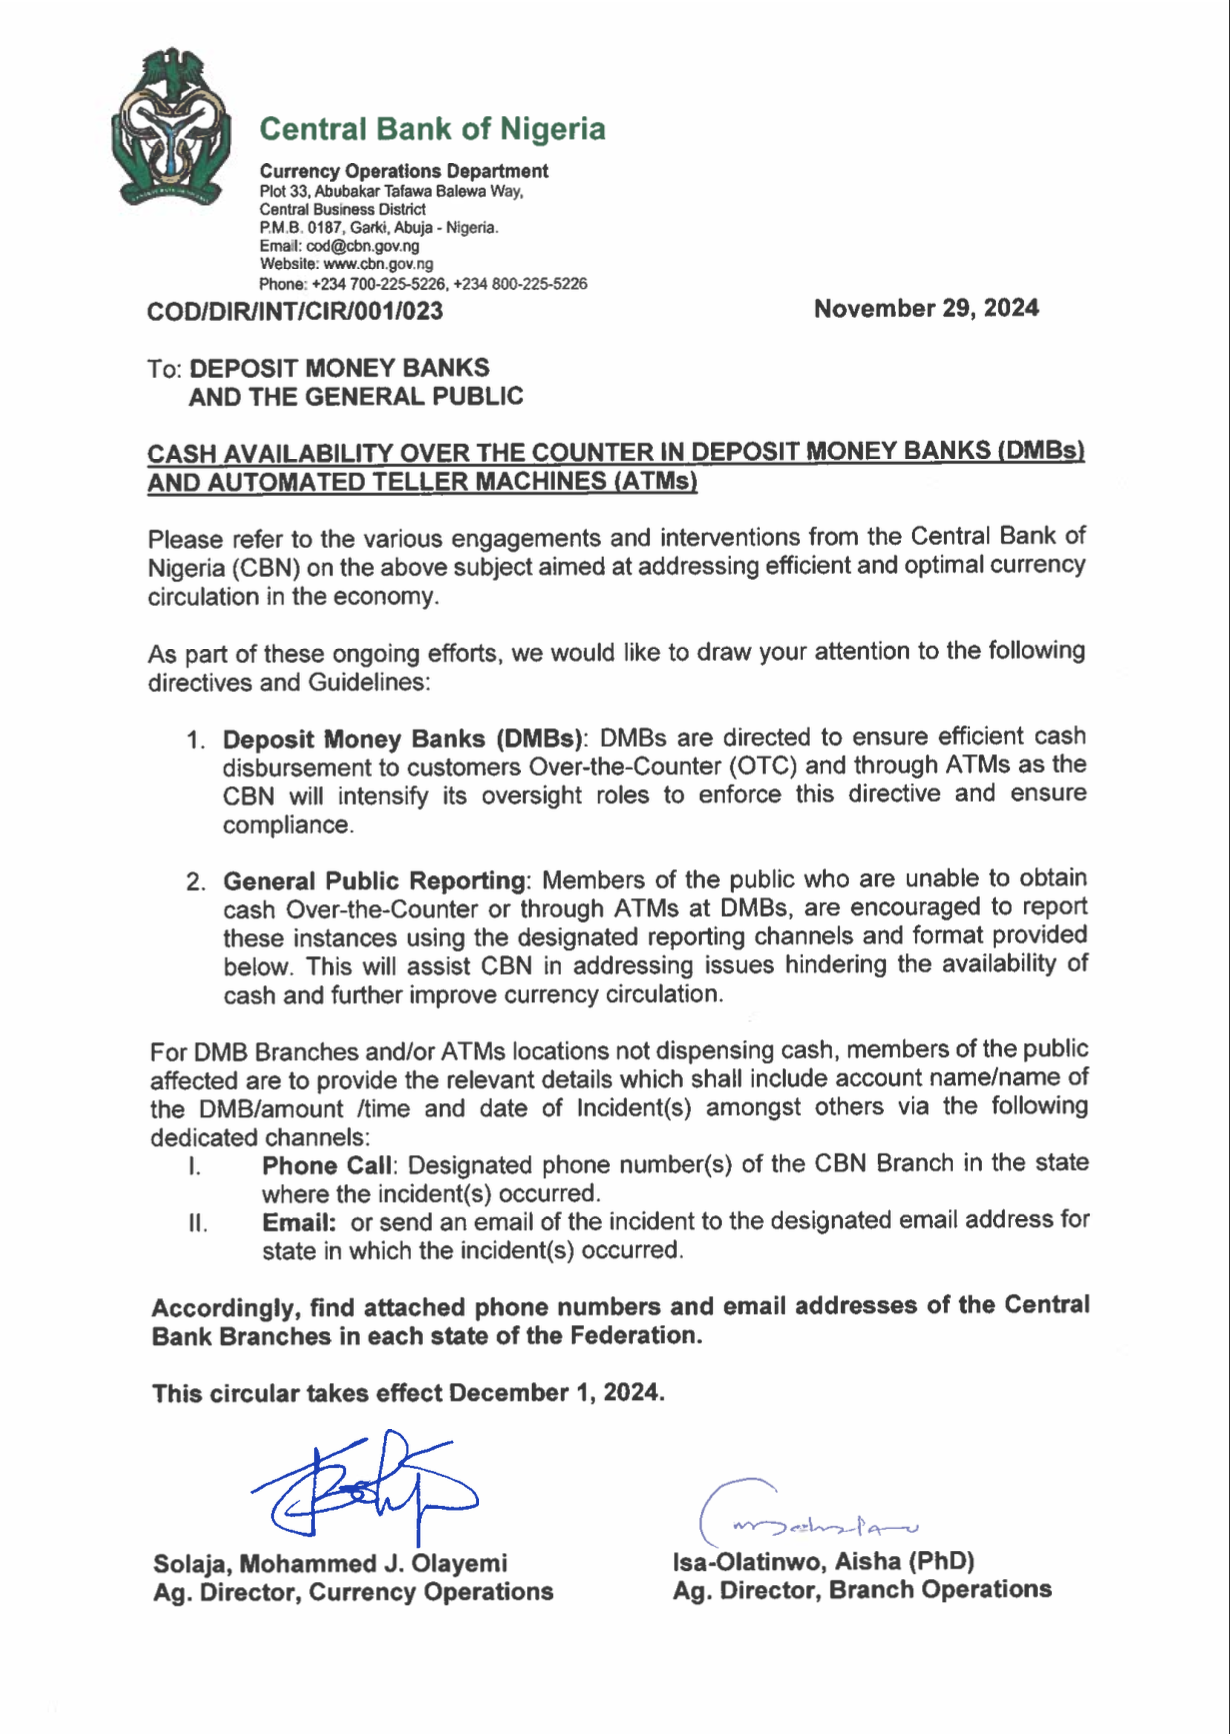 Central Bank of Nigeria
Currency Operations Department
Plot 33, Abubakar Tafawa Balewa Way,
Central Business District
P.M.B. 0187, Garki, Abuja - Nigeria.
Email: cod@cbn.gov.ng
Website: www.cbn.gov.ng
Phone: +234 700-225-5226, +234 800-225-5226
COD/DIR/INT/CIR/001/023 November 29, 2024
To: DEPOSIT MONEY BANKS
AND THE GENERAL PUBLIC
CASH AVAILABILITY OVER THE COUNTER IN DEPOSIT MONEY BANKS (DMBs)
AND AUTOMATED TELLER MACHINES (ATMs)
Please refer to the various engagements and interventions from the Central Bank of
Nigeria (CBN) on the above subject aimed at addressing efficient and optimal currency
circulation in the economy.
As part of these ongoing efforts, we would like to draw your attention to the following
directives and Guidelines:
1. Deposit Money Banks (DMBs): DMBs are directed to ensure efficient cash
disbursement to customers Over-the-Counter (OTC) and through ATMs as the
CBN will intensify its oversight roles to enforce this directive and ensure
compliance.
2. General Public Reporting: Members of the public who are unable to obtain
cash Over-the-Counter or through ATMs at DMBs, are encouraged to report
these instances using the designated reporting channels and format provided
below. This will assist CBN in addressing issues hindering the availability of
cash and further improve currency circulation.
For DMB Branches and/or ATMs locations not dispensing cash, members of the public
affected are to provide the relevant details which shall include account name/name of
the DMB/amount /time and date of Incident(s) amongst others via the following
dedicated channels:
I. Phone Call: Designated phone number(s) of the CBN Branch in the state
where the incident(s) occurred.
II. Email: or send an email of the incident to the designated email address for
state in which the incident(s) occurred.
Accordingly, find attached phone numbers and email addresses of the Central
Bank Branches in each state of the Federation.
This circular takes effect December 1, 2024.
Solaja, Mohammed J. Olayemi Isa-Olatinwo, Aisha (PhD)
Ag. Director, Currency Operations Ag. Director, Branch Operations